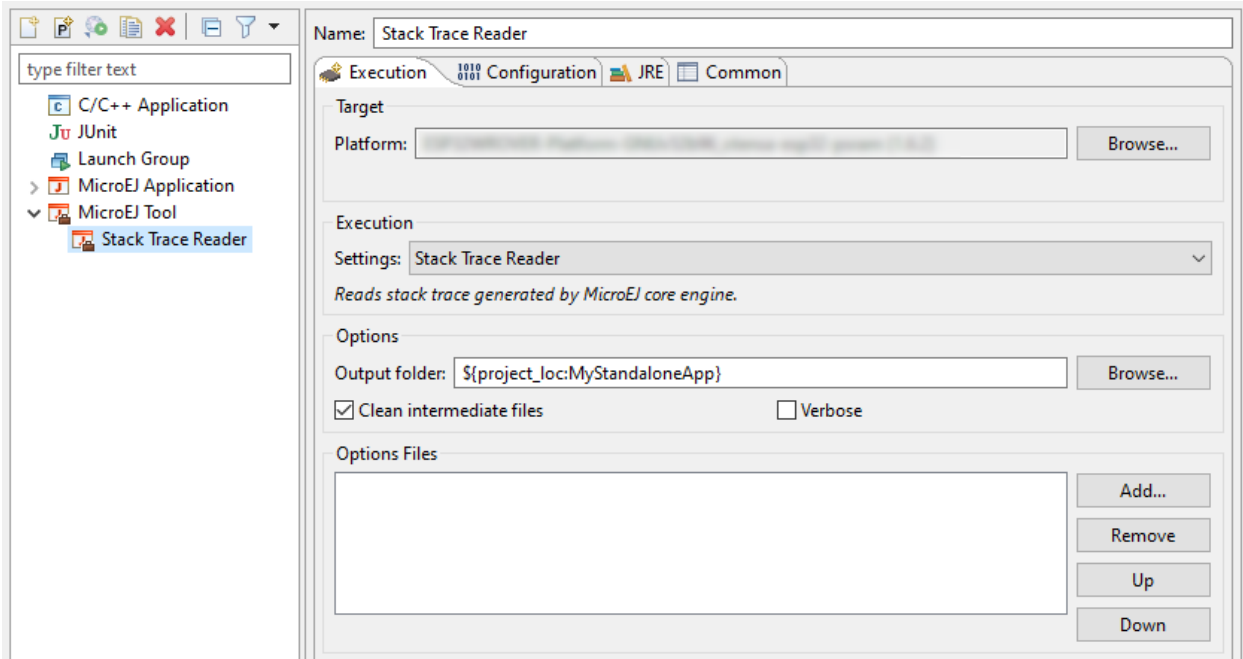 Name: Stack Trace Reader
type filter text
C/C++ Application
JUnit
Launch Group
MicroEJ Application
MicroEJ Tool
Stack Trace Reader
Execution Configuration JRE Common
Target
Platform: Browse...
Execution
Settings: Stack Trace Reader
Reads stack trace generated by MicroEJ core engine.
Options
Output folder: ${project_loc:MyStandaloneApp} Browse...
Clean intermediate files Verbose
Options Files
Add...
Remove
Up
Down